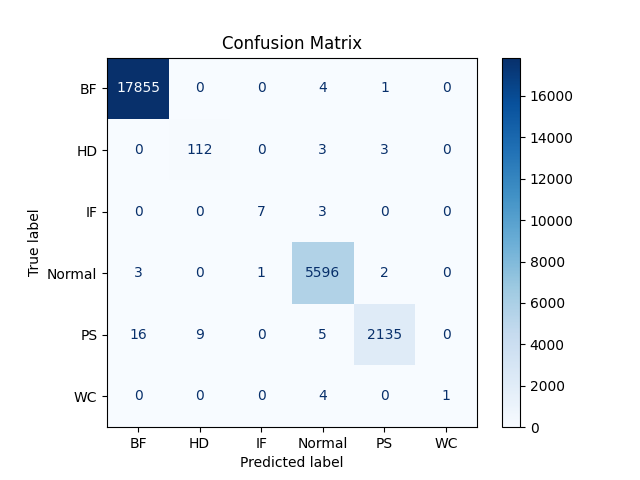 Confusion Matrix
BF 17855 0 0 4 1 0
HD 0 112 0 3 3 0
IF 0 0 7 3 0 0
Normal 3 0 1 5596 2 0
PS 16 9 0 5 2135 0
WC 0 0 0 4 0 1
BF HD IF Normal PS WC
Predicted label
True label
16000
14000
12000
10000
8000
6000
4000
2000
0